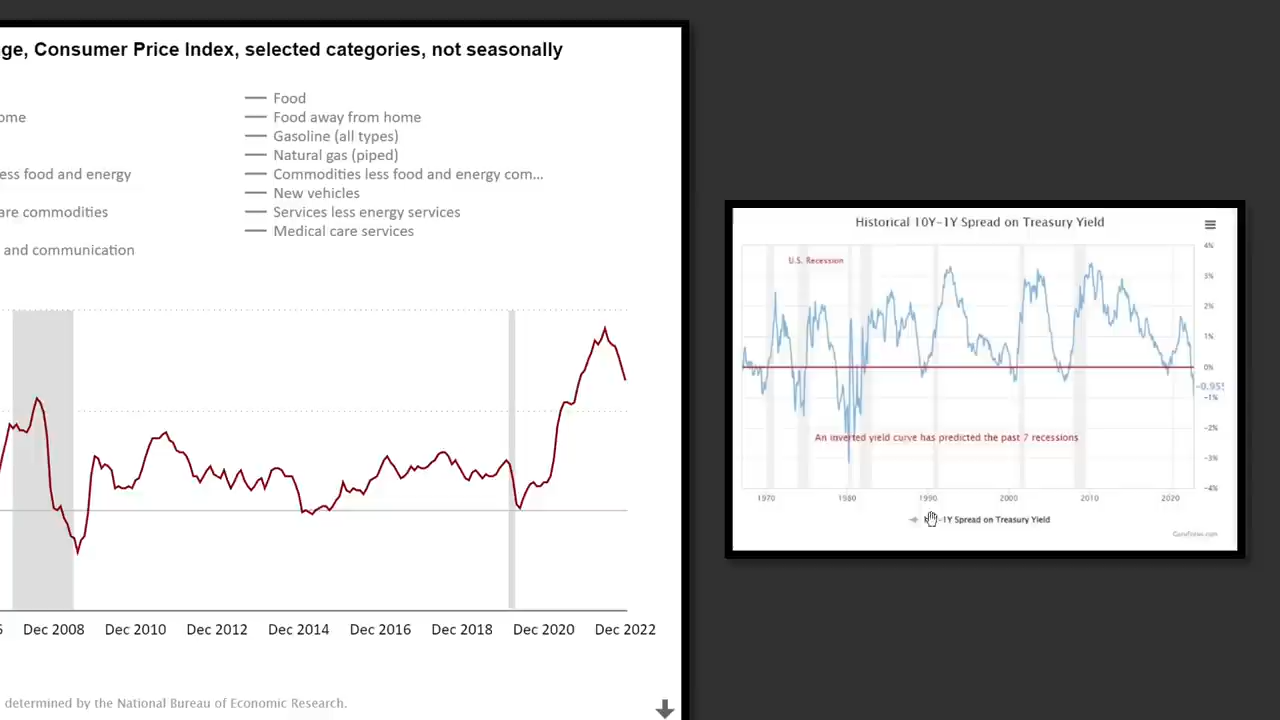 ge, Consumer Price Index, selected categories, not seasonally
Food
ome
Food away from home
Gasoline (all types)
Natural gas (piped)
ess food and energy
Commodities less food and energy com...
New vehicles
are commodities
Services less energy services
Medical care services
and communication
Dec 2008
Dec 2010
Dec 2012
Dec 2014
Dec 2016
Dec 2018
Dec 2020
Dec 2022
determined by the National Bureau of Economic Research.
Historical 10Y-1Y Spread on Treasury Yield
U.S. Recession
4%
3%
2%
1%
0%
-1%
-2%
-3%
-4%
An inverted yield curve has predicted the past 7 recessions
1970
1980
1990
2000
2010
2020
-1Y Spread on Treasury Yield